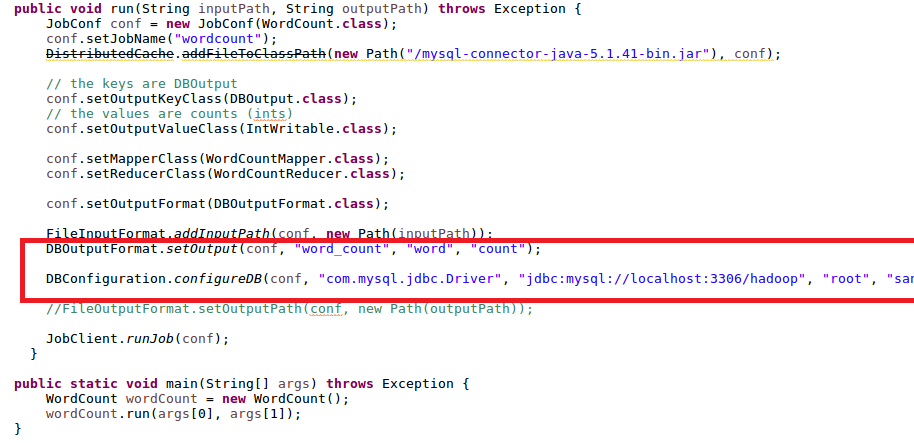 public void run(String inputPath, String outputPath) throws Exception {
JobConf conf = new JobConf(WordCount.class);
conf.setJobName("wordcount");
DistributedCache.addFileToClassPath(new Path("/mysql-connector-java-5.1.41-bin.jar"), conf);
// the keys are DBOutput
conf.setOutputKeyClass(DBOutput.class);
// the values are counts (ints)
conf.setOutputValueClass(IntWritable.class);
conf.setMapperClass(WordCountMapper.class);
conf.setReducerClass(WordCountReducer.class);
conf.setOutputFormat(DBOutputFormat.class);
FileInputFormat.addInputPath(conf, new Path(inputPath));
DBOutputFormat.setOutput(conf, "word_count", "word", "count");
DBConfiguration.configureDB(conf, "com.mysql.jdbc.Driver", "jdbc:mysql://localhost:3306/hadoop", "root",
//FileOutputFormat.setOutputPath(conf, new Path(outputPath));
JobClient.runJob(conf);
}
public static void main(String[] args) throws Exception {
WordCount wordCount = new WordCount();
wordCount.run(args[0], args[1]);
}